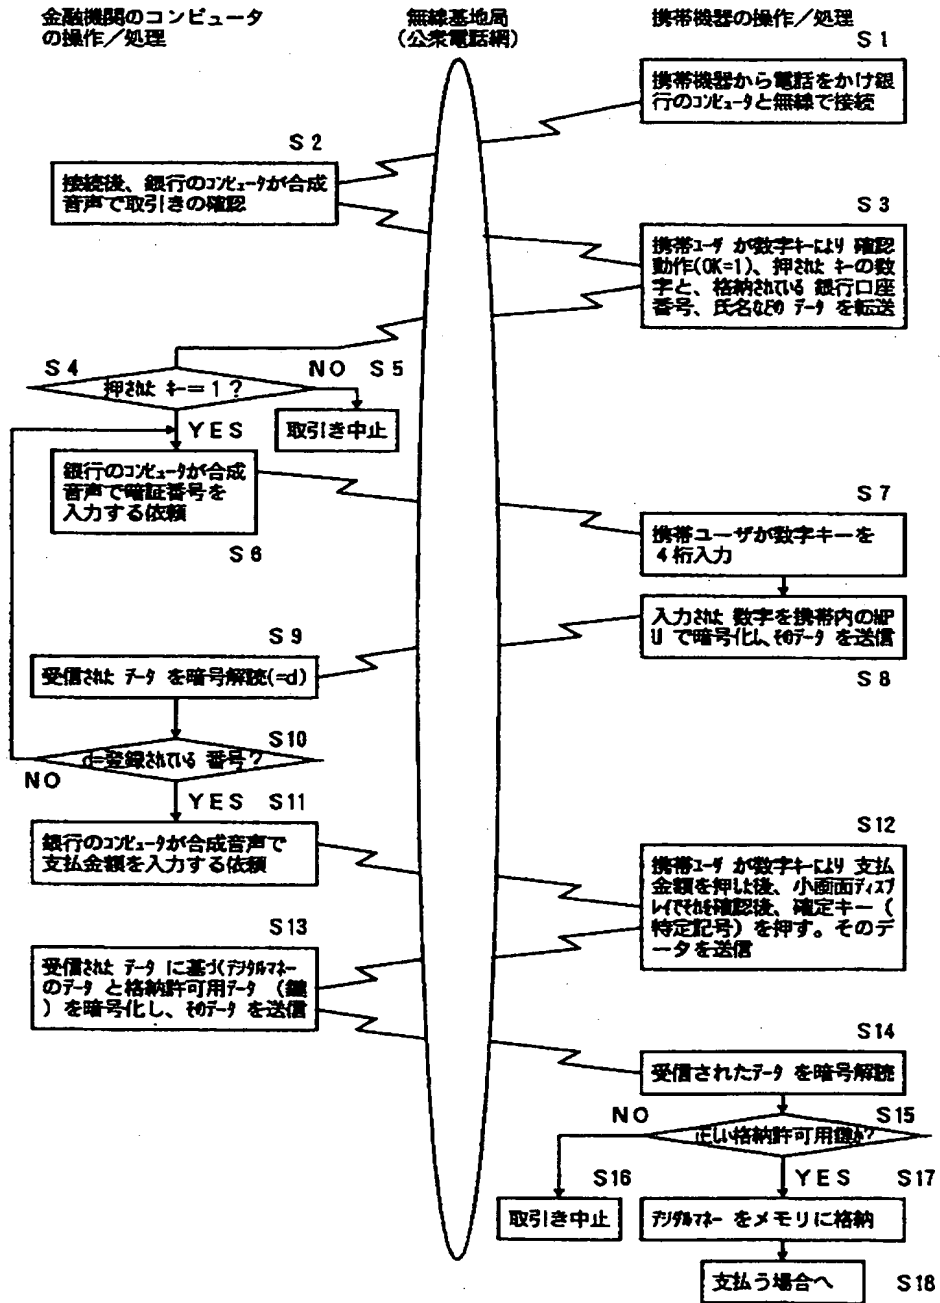 金融機関のコンピュータ
の操作／処理
無線基地局
（公衆電話網）
携帯機器の操作／処理
S1
携帯機器から電話をかけ銀
行のコンピュータと無線で接続
S2
接続後、銀行のコンピュータが合成
音声で取引きの確認
S3
携帯ユーザ が数字キーにより 確認
動作(OK=1)、押された キーの数
字と、格納されている 銀行口座
番号、氏名などの データ を転送
S4
押された キー＝1？
NO S5
取引き中止
YES
銀行のコンピュータが合成
音声で暗証番号を
入力する依頼
S6
S7
携帯ユーザが数字キーを
4桁入力
入力された 数字を携帯内のMP
U で暗号化し、そのデータ を送信
S8
S9
受信された データ を暗号解読(=d)
S10
d=登録されている 番号？
NO
YES S11
銀行のコンピュータが合成音声で
支払金額を入力する依頼
S12
携帯ユーザ が数字キーにより 支払
金額を押した後、小画面ディスプ
レイでそれを確認後、確定キー（
特定記号）を押す。そのデ
ータを送信
S13
受信された データ に基づくデジタルマネー
のデータ と格納許可用データ （鍵
）を暗号化し、そのデータ を送信
S14
受信されたデータ を暗号解読
S15
正しい格納許可用鍵か？
NO
S16
取引き中止
YES S17
デジタルマネー をメモリに格納
支払う場合へ S18